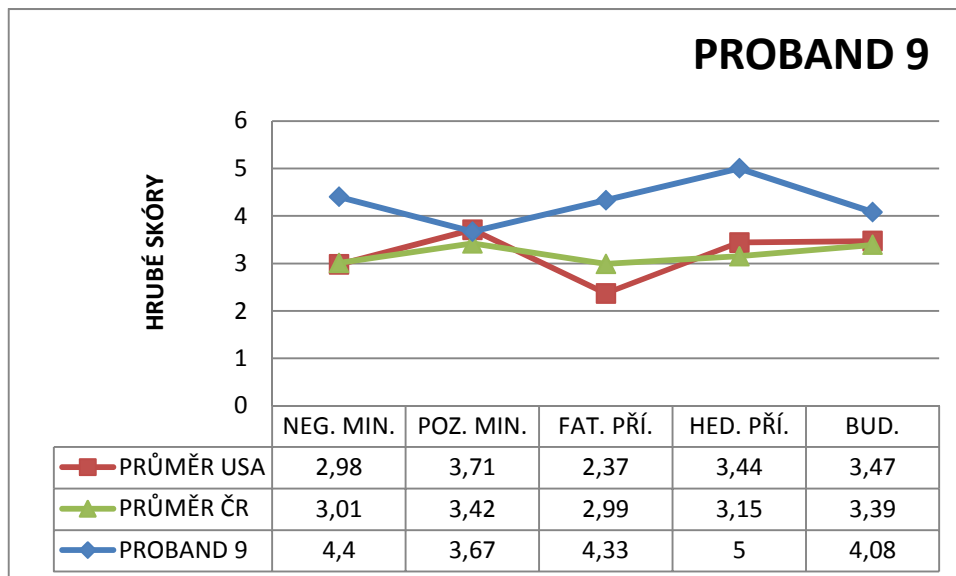 PROBAND 9
HRUBÉ SKÓRY
6
5
4
3
2
1
0
NEG. MIN. POZ. MIN. FAT. PŘÍ. HED. PŘÍ. BUD.
PRŮMĚR USA 2,98 3,71 2,37 3,44 3,47
PRŮMĚR ČR 3,01 3,42 2,99 3,15 3,39
PROBAND 9 4,4 3,67 4,33 5 4,08